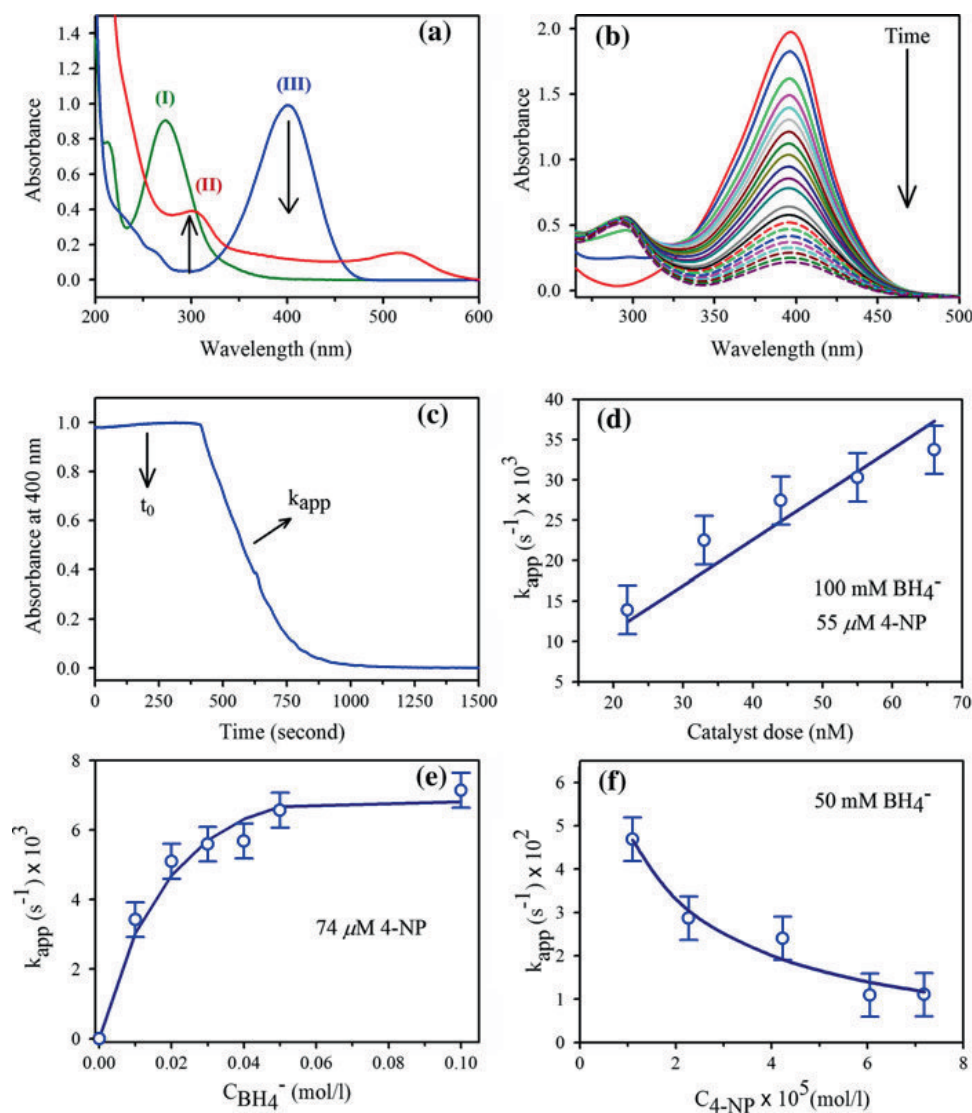 (a)
1.4
1.2
1.0
0.8
0.6
0.4
0.2
0.0
Absorbance
(I)
(II)
(III)
200 300 400 500 600
Wavelength (nm)
(b)
Time
2.0
1.5
1.0
0.5
0.0
Absorbance
300 350 400 450 500
Wavelength (nm)
(c)
1.0
0.8
0.6
0.4
0.2
0.0
Absorbance at 400 nm
t0
kapp
0 250 500 750 1000 1250 1500
Time (second)
(d)
40
35
30
25
20
15
10
5
kapp (s-1) x 10^3
100 mM BH4-
55 µM 4-NP
20 30 40 50 60 70
Catalyst dose (nM)
(e)
8
6
4
2
0
kapp (s-1) x 10^3
74 µM 4-NP
0.00 0.02 0.04 0.06 0.08 0.10
CBH4- (mol/l)
(f)
6
5
4
3
2
1
0
kapp (s-1) x 10^2
50 mM BH4-
0 2 4 6 8
C4-NP x 10^5 (mol/l)